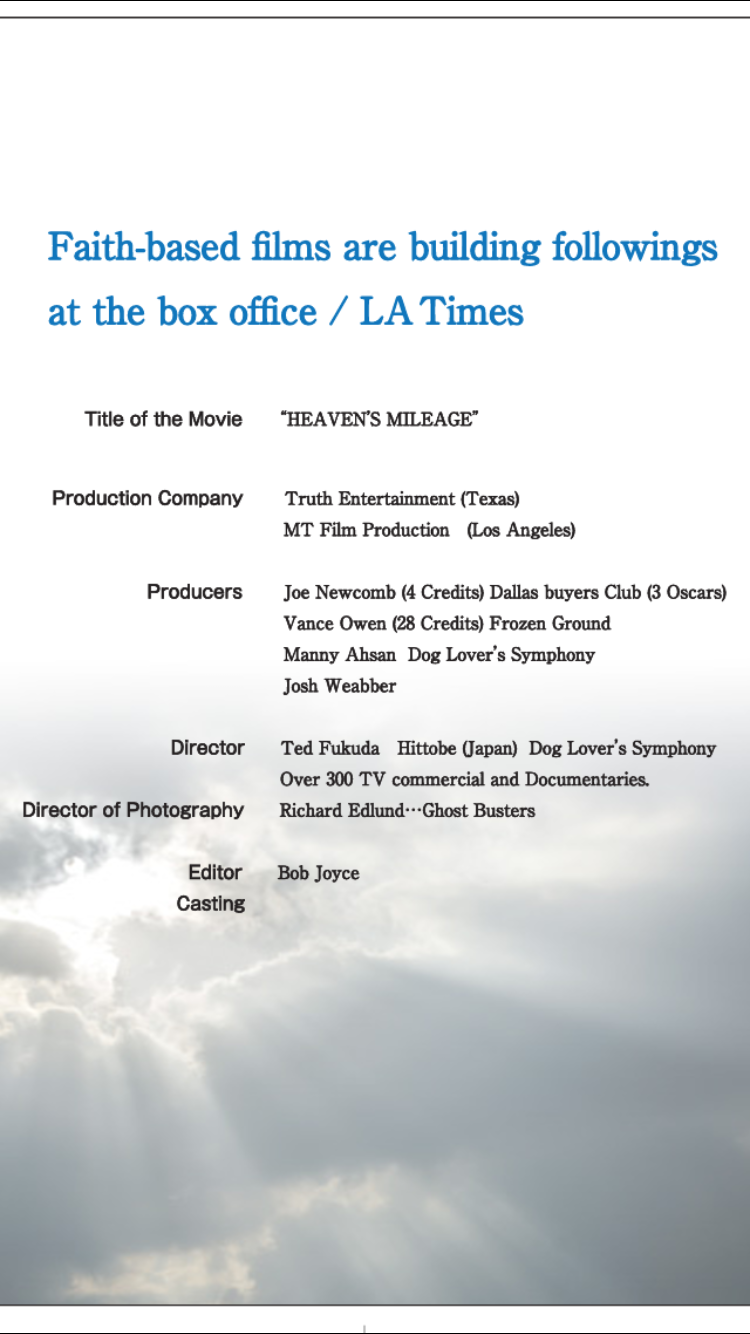 Faith-based films are building followings
at the box office / LA Times
Title of the Movie “HEAVEN’S MILEAGE”
Production Company Truth Entertainment (Texas)
MT Film Production (Los Angeles)
Producers Joe Newcomb (4 Credits) Dallas buyers Club (3 Oscars)
Vance Owen (28 Credits) Frozen Ground
Manny Ahsan Dog Lover’s Symphony
Josh Weabber
Director Ted Fukuda Hittobe (Japan) Dog Lover’s Symphony
Over 300 TV commercial and Documentaries.
Director of Photography Richard Edlund…Ghost Busters
Editor Bob Joyce
Casting